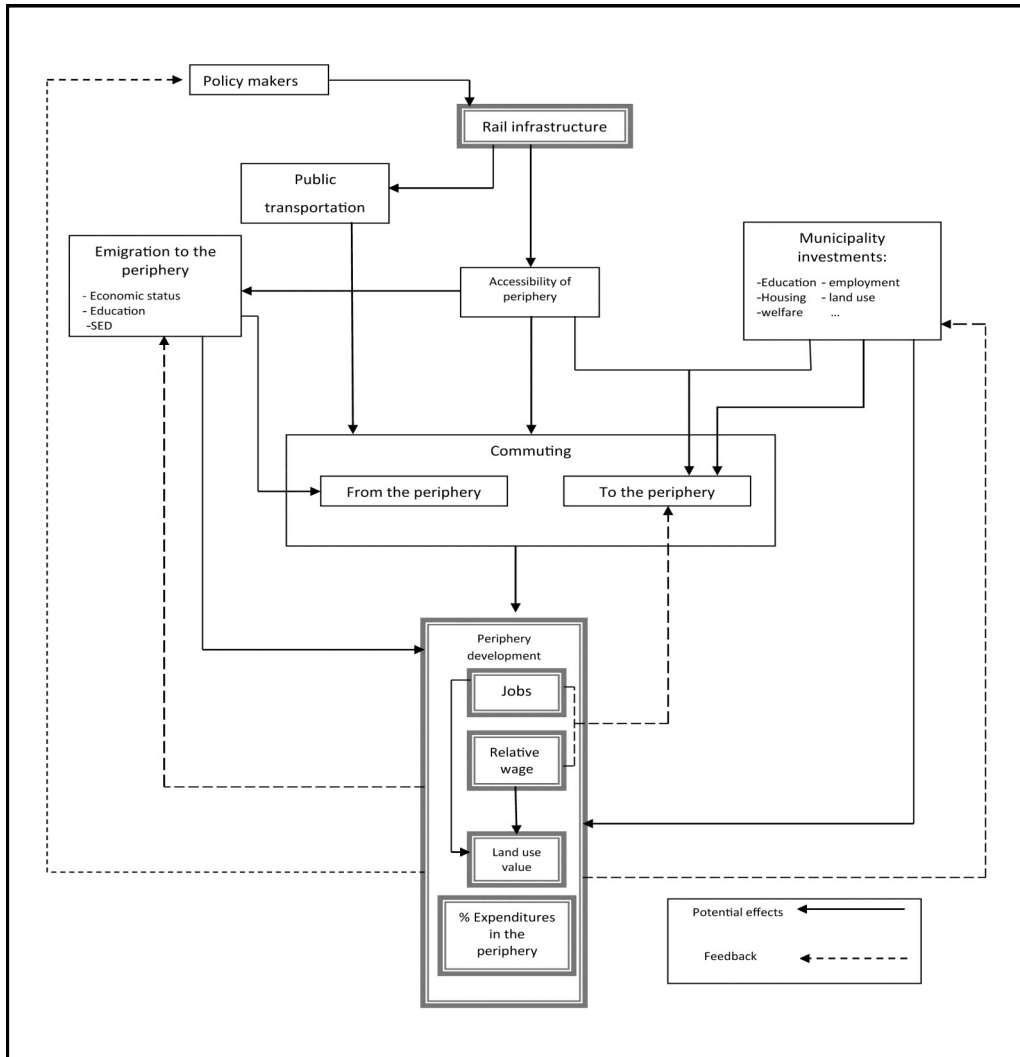 Policy makers
Rail infrastructure
Public
transportation
Emigration to the
periphery
- Economic status
- Education
-SED
Accessibility of
periphery
Municipality
investments:
-Education - employment
-Housing - land use
-welfare ...
Commuting
From the periphery
To the periphery
Periphery
development
Jobs
Relative
wage
Land use
value
% Expenditures
in the
periphery
Potential effects
Feedback